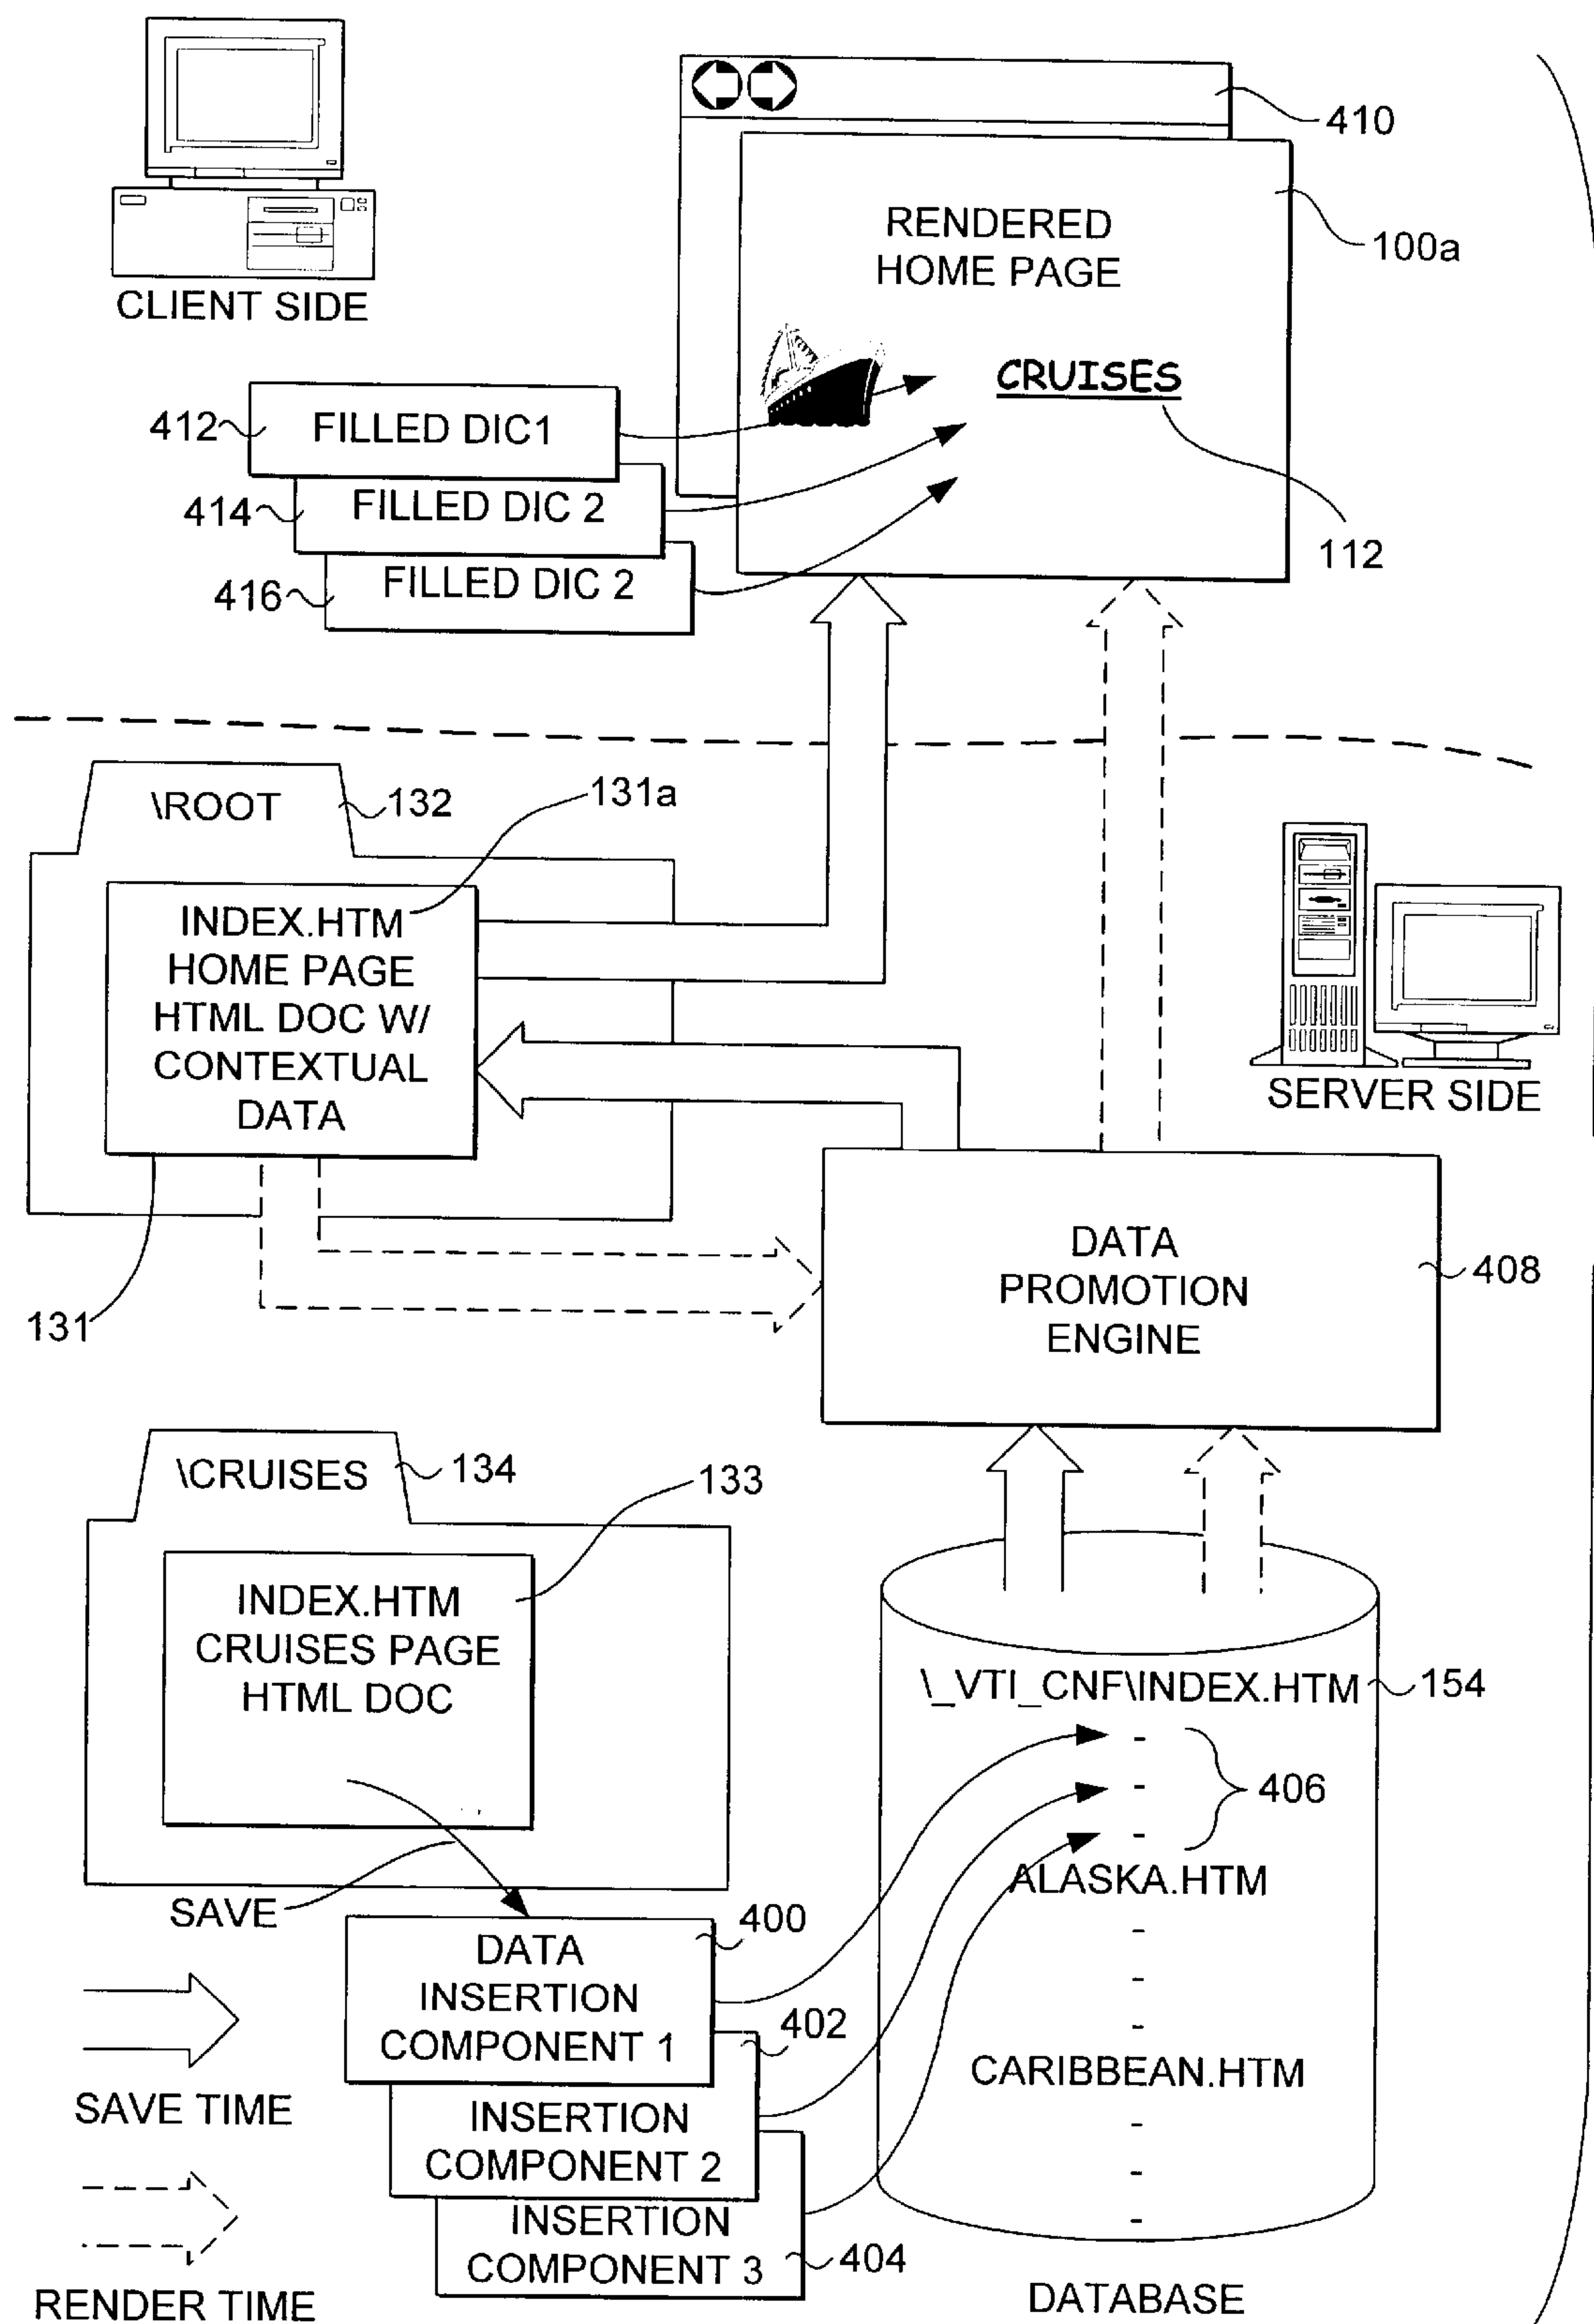 410
RENDERED
HOME PAGE
100a
CLIENT SIDE
CRUISES
412
FILLED DIC1
414
FILLED DIC 2
416
FILLED DIC 2
112
\ROOT
132
131a
INDEX.HTM
HOME PAGE
HTML DOC W/
CONTEXTUAL
DATA
SERVER SIDE
131
DATA
PROMOTION
ENGINE
408
\CRUISES
134
133
INDEX.HTM
CRUISES PAGE
HTML DOC
\_VTI_CNF\INDEX.HTM
154
-
-
-
406
ALASKA.HTM
-
-
-
SAVE
400
DATA
INSERTION
COMPONENT 1
402
CARIBBEAN.HTM
-
-
-
SAVE TIME
INSERTION
COMPONENT 2
INSERTION
COMPONENT 3
404
RENDER TIME
DATABASE